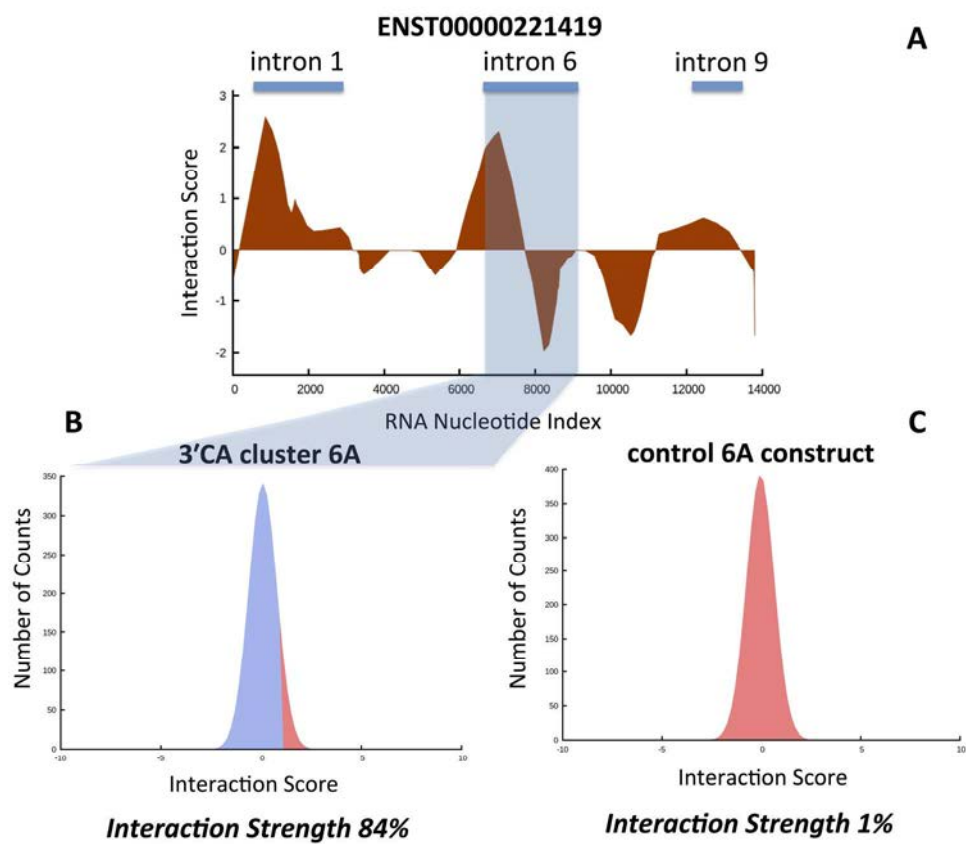 ENST00000221419
A
intron 1 intron 6 intron 9
Interaction Score
3
2
1
0
-1
-2
0 2000 4000 6000 8000 10000 12000 14000
RNA Nucleotide Index
B
3'CA cluster 6A
Number of Counts
350
300
250
200
150
100
50
0
-10 -5 0 5 10
Interaction Score
Interaction Strength 84%
C
control 6A construct
Number of Counts
400
350
300
250
200
150
100
50
0
-10 -5 0 5 10
Interaction Score
Interaction Strength 1%